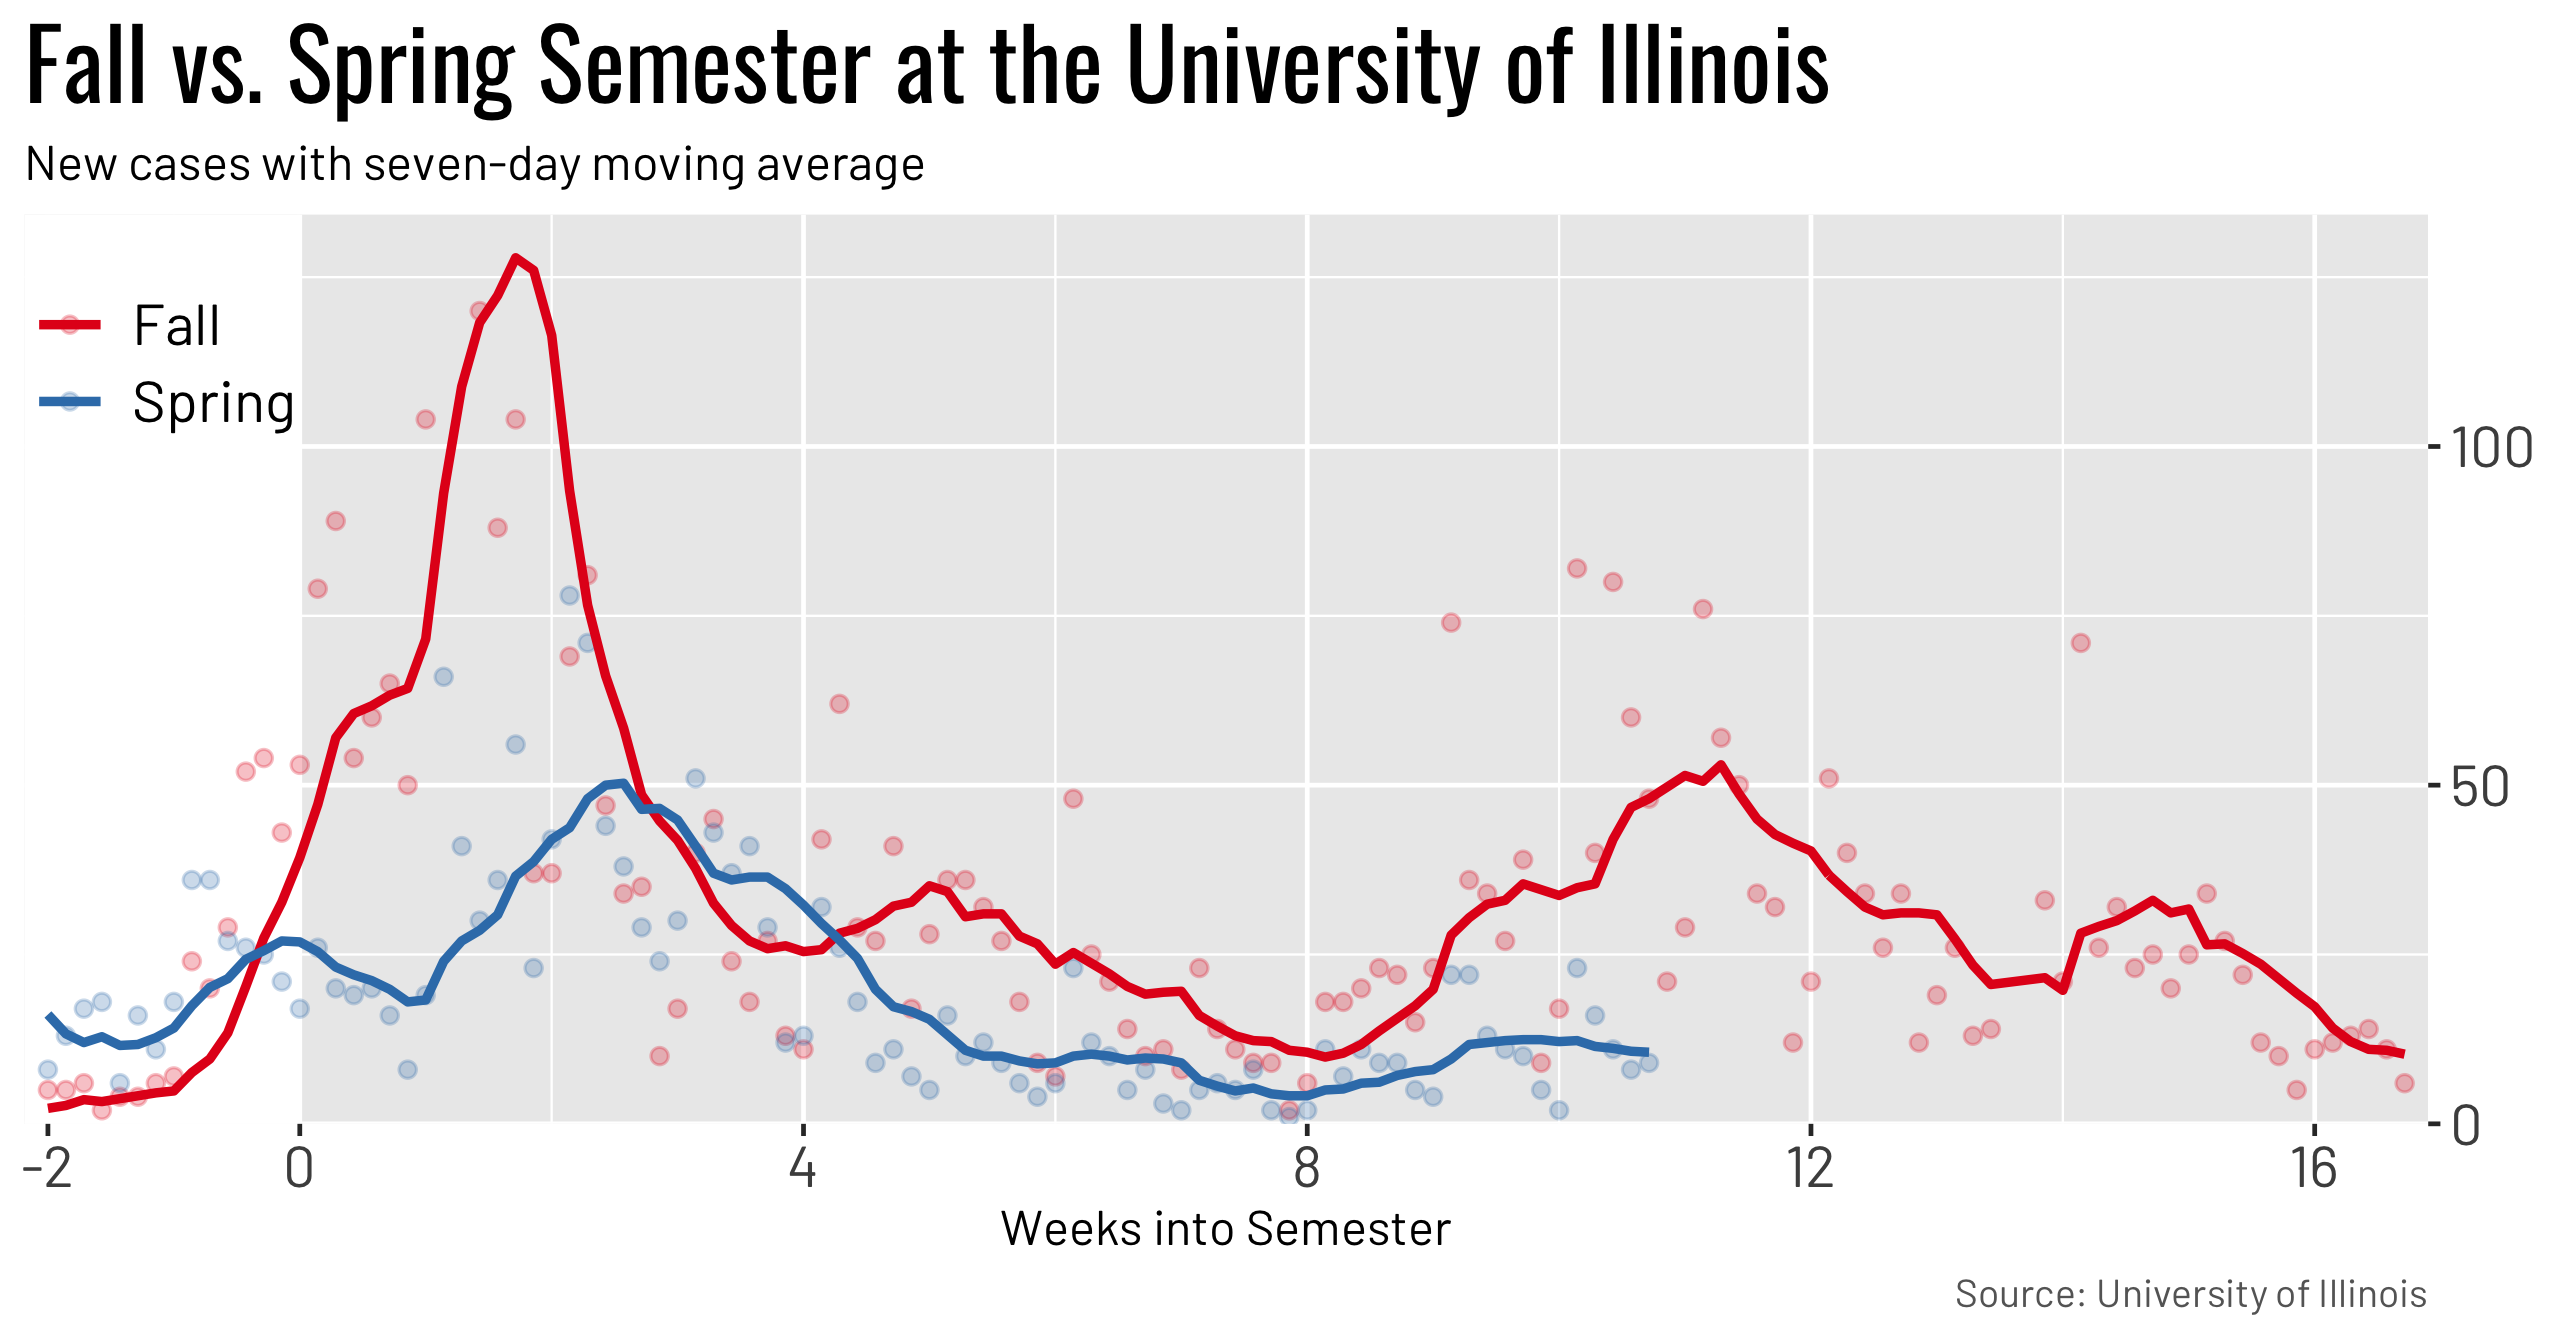 Fall vs. Spring Semester at the University of Illinois
New cases with seven-day moving average
Fall
Spring
100
50
0
-2 0 4 8 12 16
Weeks into Semester
Source: University of Illinois